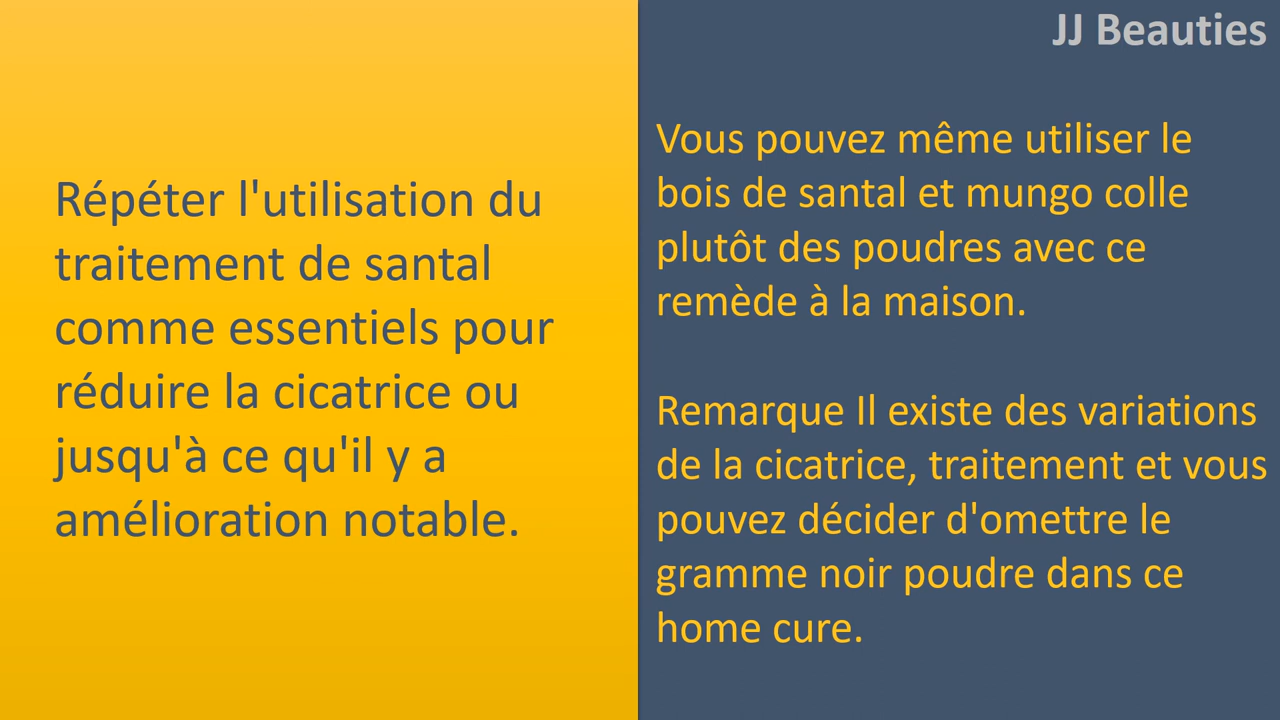 JJ Beauties
Répéter l'utilisation du
traitement de santal
comme essentiels pour
réduire la cicatrice ou
jusqu'à ce qu'il y a
amélioration notable.
Vous pouvez même utiliser le
bois de santal et mungo colle
plutôt des poudres avec ce
remède à la maison.
Remarque Il existe des variations
de la cicatrice, traitement et vous
pouvez décider d'omettre le
gramme noir poudre dans ce
home cure.